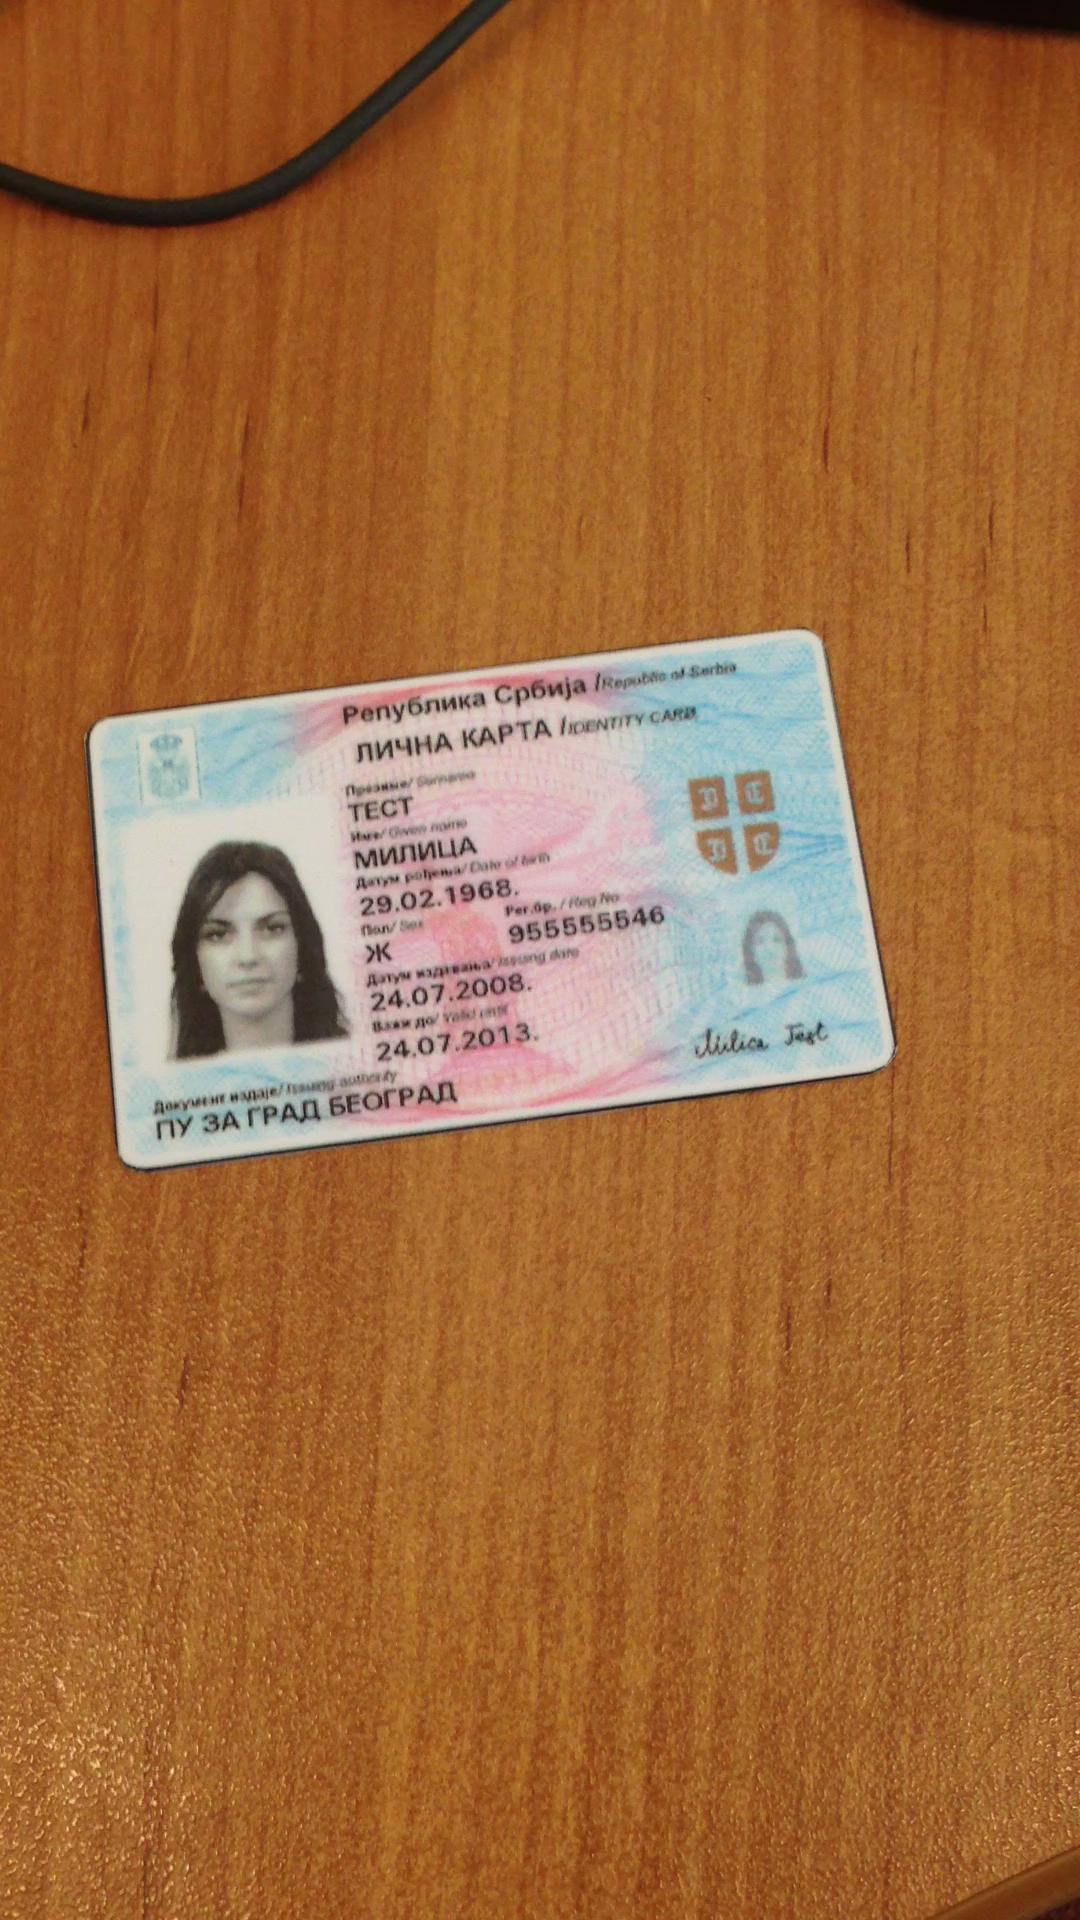 Република Србија /Republic of Serbia
ЛИЧНА КАРТА /IDENTITY CARD
Презиме/ Surname
ТЕСТ
Име/ Given name
МИЛИЦА
Датум рођења/ Date of birth
29.02.1968.
Пол/ Sex Рег.бр. / Reg No
Ж 955555546
Датум издавања/ Issuing date
24.07.2008.
Важи до/ Valid until
24.07.2013.
Milica Test
Документ издаје/ Issuing authority
ПУ ЗА ГРАД БЕОГРАД